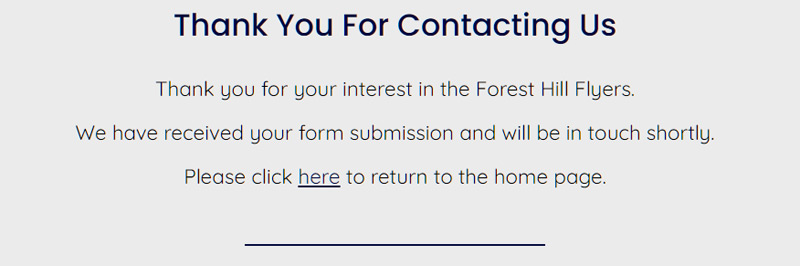 Thank You For Contacting Us
Thank you for your interest in the Forest Hill Flyers.
We have received your form submission and will be in touch shortly.
Please click here to return to the home page.